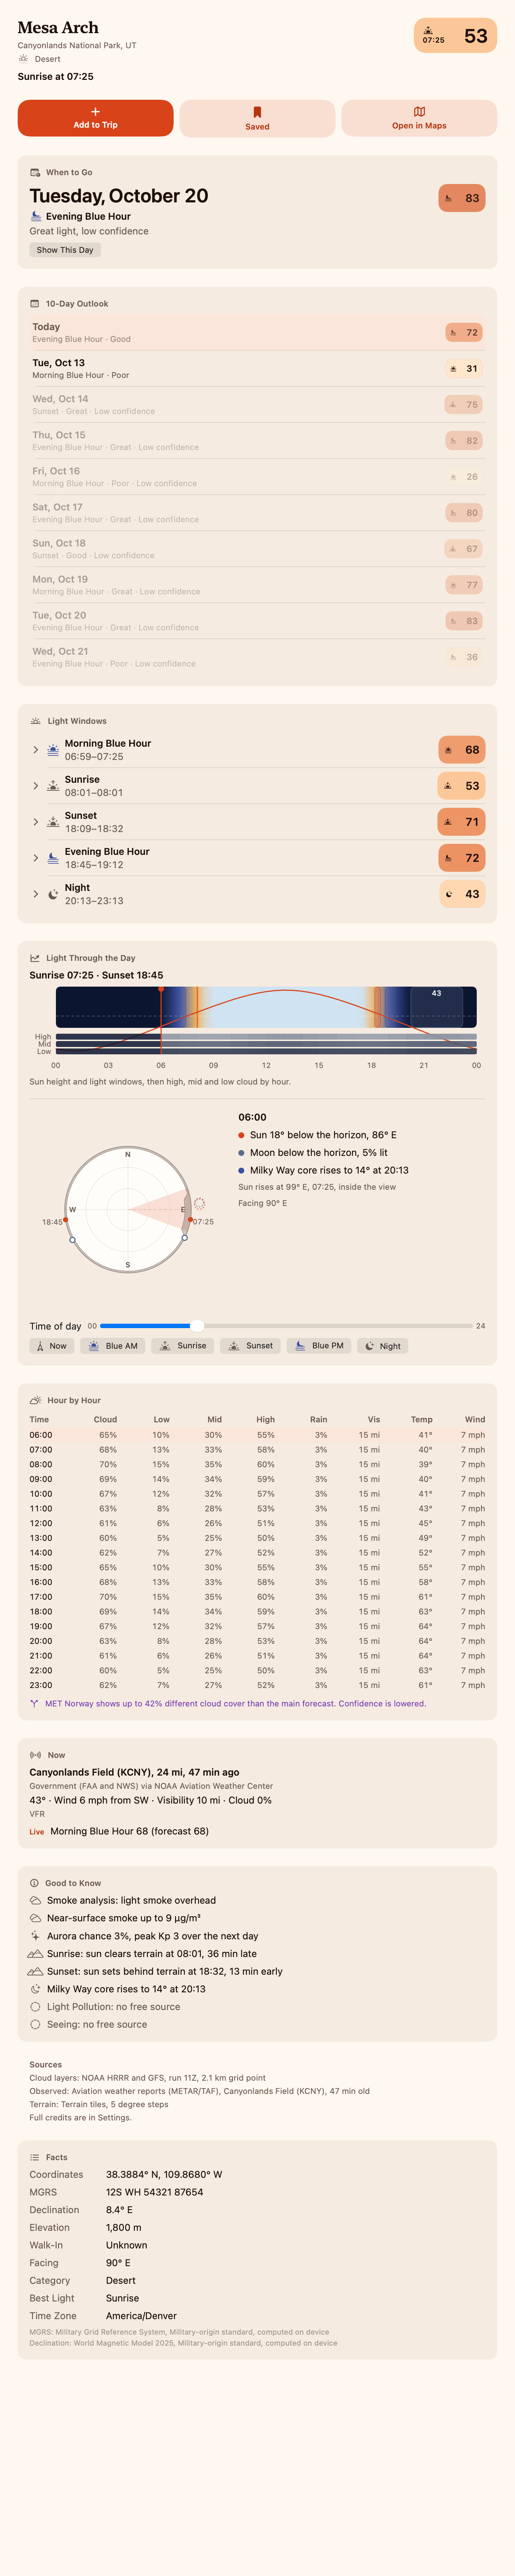 Mesa Arch
Canyonlands National Park, UT
Desert
Sunrise at 07:25
07:25
53
Add to Trip
Saved
Open in Maps
When to Go
Tuesday, October 20
Evening Blue Hour
Great light, low confidence
Show This Day
83
10-Day Outlook
Today
Evening Blue Hour · Good
72
Tue, Oct 13
Morning Blue Hour · Poor
31
Wed, Oct 14
Sunset · Great · Low confidence
75
Thu, Oct 15
Evening Blue Hour · Great · Low confidence
82
Fri, Oct 16
Morning Blue Hour · Poor · Low confidence
26
Sat, Oct 17
Evening Blue Hour · Great · Low confidence
80
Sun, Oct 18
Sunset · Good · Low confidence
67
Mon, Oct 19
Morning Blue Hour · Great · Low confidence
77
Tue, Oct 20
Evening Blue Hour · Great · Low confidence
83
Wed, Oct 21
Evening Blue Hour · Poor · Low confidence
36
Light Windows
Morning Blue Hour
06:59–07:25
68
Sunrise
08:01–08:01
53
Sunset
18:09–18:32
71
Evening Blue Hour
18:45–19:12
72
Night
20:13–23:13
43
Light Through the Day
Sunrise 07:25 · Sunset 18:45
43
High
Mid
Low
00 03 06 09 12 15 18 21 00
Sun height and light windows, then high, mid and low cloud by hour.
06:00
Sun 18° below the horizon, 86° E
Moon below the horizon, 5% lit
Milky Way core rises to 14° at 20:13
Sun rises at 99° E, 07:25, inside the view
Facing 90° E
N
W
E
S
18:45
07:25
Time of day 00 24
Now
Blue AM
Sunrise
Sunset
Blue PM
Night
Hour by Hour
Time Cloud Low Mid High Rain Vis Temp Wind
06:00 65% 10% 30% 55% 3% 15 mi 41° 7 mph
07:00 68% 13% 33% 58% 3% 15 mi 40° 7 mph
08:00 70% 15% 35% 60% 3% 15 mi 39° 7 mph
09:00 69% 14% 34% 59% 3% 15 mi 40° 7 mph
10:00 67% 12% 32% 57% 3% 15 mi 41° 7 mph
11:00 63% 8% 28% 53% 3% 15 mi 43° 7 mph
12:00 61% 6% 26% 51% 3% 15 mi 45° 7 mph
13:00 60% 5% 25% 50% 3% 15 mi 49° 7 mph
14:00 62% 7% 27% 52% 3% 15 mi 52° 7 mph
15:00 65% 10% 30% 55% 3% 15 mi 55° 7 mph
16:00 68% 13% 33% 58% 3% 15 mi 58° 7 mph
17:00 70% 15% 35% 60% 3% 15 mi 61° 7 mph
18:00 69% 14% 34% 59% 3% 15 mi 63° 7 mph
19:00 67% 12% 32% 57% 3% 15 mi 64° 7 mph
20:00 63% 8% 28% 53% 3% 15 mi 64° 7 mph
21:00 61% 6% 26% 51% 3% 15 mi 64° 7 mph
22:00 60% 5% 25% 50% 3% 15 mi 63° 7 mph
23:00 62% 7% 27% 52% 3% 15 mi 61° 7 mph
MET Norway shows up to 42% different cloud cover than the main forecast. Confidence is lowered.
Now
Canyonlands Field (KCNY), 24 mi, 47 min ago
Government (FAA and NWS) via NOAA Aviation Weather Center
43° · Wind 6 mph from SW · Visibility 10 mi · Cloud 0%
VFR
Live Morning Blue Hour 68 (forecast 68)
Good to Know
Smoke analysis: light smoke overhead
Near-surface smoke up to 9 µg/m³
Aurora chance 3%, peak Kp 3 over the next day
Sunrise: sun clears terrain at 08:01, 36 min late
Sunset: sun sets behind terrain at 18:32, 13 min early
Milky Way core rises to 14° at 20:13
Light Pollution: no free source
Seeing: no free source
Sources
Cloud layers: NOAA HRRR and GFS, run 11Z, 2.1 km grid point
Observed: Aviation weather reports (METAR/TAF), Canyonlands Field (KCNY), 47 min old
Terrain: Terrain tiles, 5 degree steps
Full credits are in Settings.
Facts
Coordinates 38.3884° N, 109.8680° W
MGRS 12S WH 54321 87654
Declination 8.4° E
Elevation 1,800 m
Walk-In Unknown
Facing 90° E
Category Desert
Best Light Sunrise
Time Zone America/Denver
MGRS: Military Grid Reference System, Military-origin standard, computed on device
Declination: World Magnetic Model 2025, Military-origin standard, computed on device